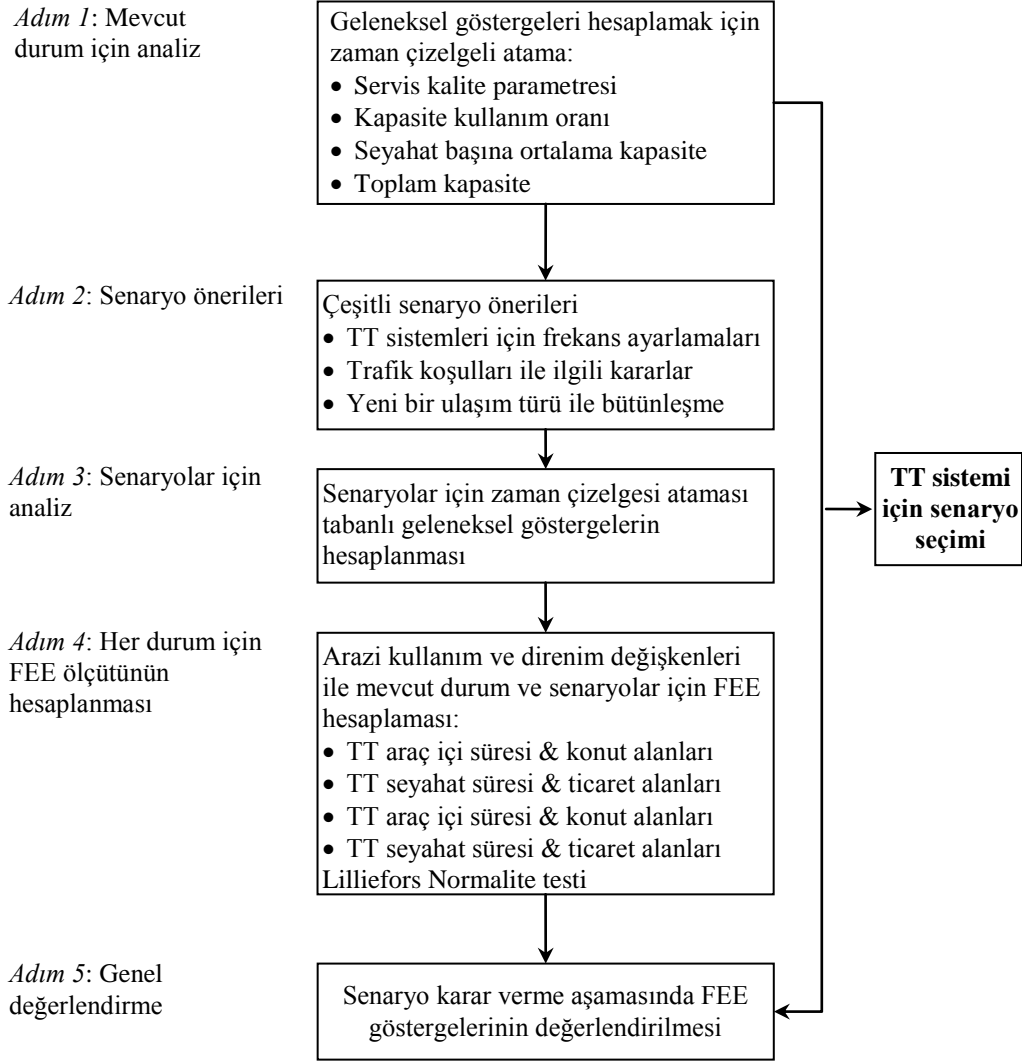 Adım 1: Mevcut
durum için analiz
Geleneksel göstergeleri hesaplamak için
zaman çizelgeli atama:
• Servis kalite parametresi
• Kapasite kullanım oranı
• Seyahat başına ortalama kapasite
• Toplam kapasite
Adım 2: Senaryo önerileri
Çeşitli senaryo önerileri
• TT sistemleri için frekans ayarlamaları
• Trafik koşulları ile ilgili kararlar
• Yeni bir ulaşım türü ile bütünleşme
Adım 3: Senaryolar için
analiz
Senaryolar için zaman çizelgesi ataması
tabanlı geleneksel göstergelerin
hesaplanması
TT sistemi
için senaryo
seçimi
Adım 4: Her durum için
FEE ölçütünün
hesaplanması
Arazi kullanım ve direnim değişkenleri
ile mevcut durum ve senaryolar için FEE
hesaplaması:
• TT araç içi süresi & konut alanları
• TT seyahat süresi & ticaret alanları
• TT araç içi süresi & konut alanları
• TT seyahat süresi & ticaret alanları
Lilliefors Normalite testi
Adım 5: Genel
değerlendirme
Senaryo karar verme aşamasında FEE
göstergelerinin değerlendirilmesi